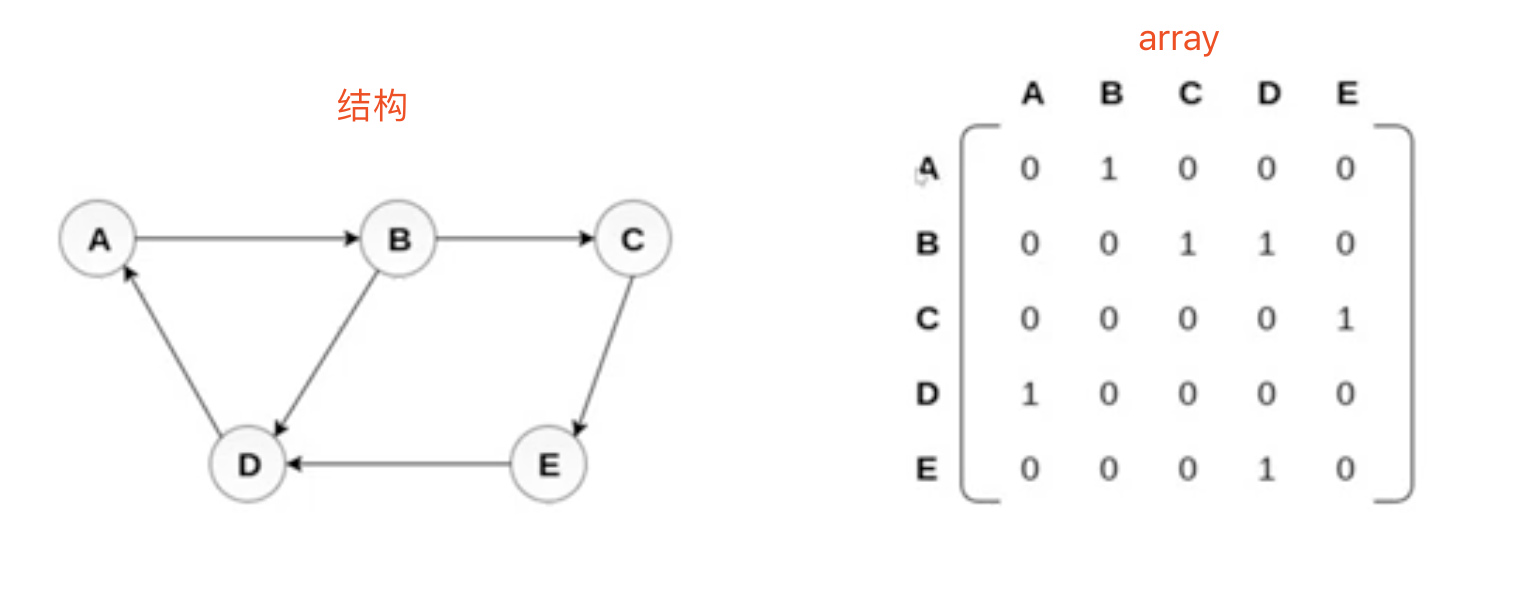 结构
A
B
C
D
E
array
A B C D E
A 0 1 0 0 0
B 0 0 1 1 0
C 0 0 0 0 1
D 1 0 0 0 0
E 0 0 0 1 0